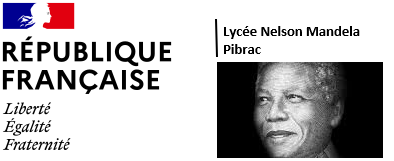 RÉPUBLIQUE
FRANÇAISE
Liberté
Égalité
Fraternité
Lycée Nelson Mandela
Pibrac